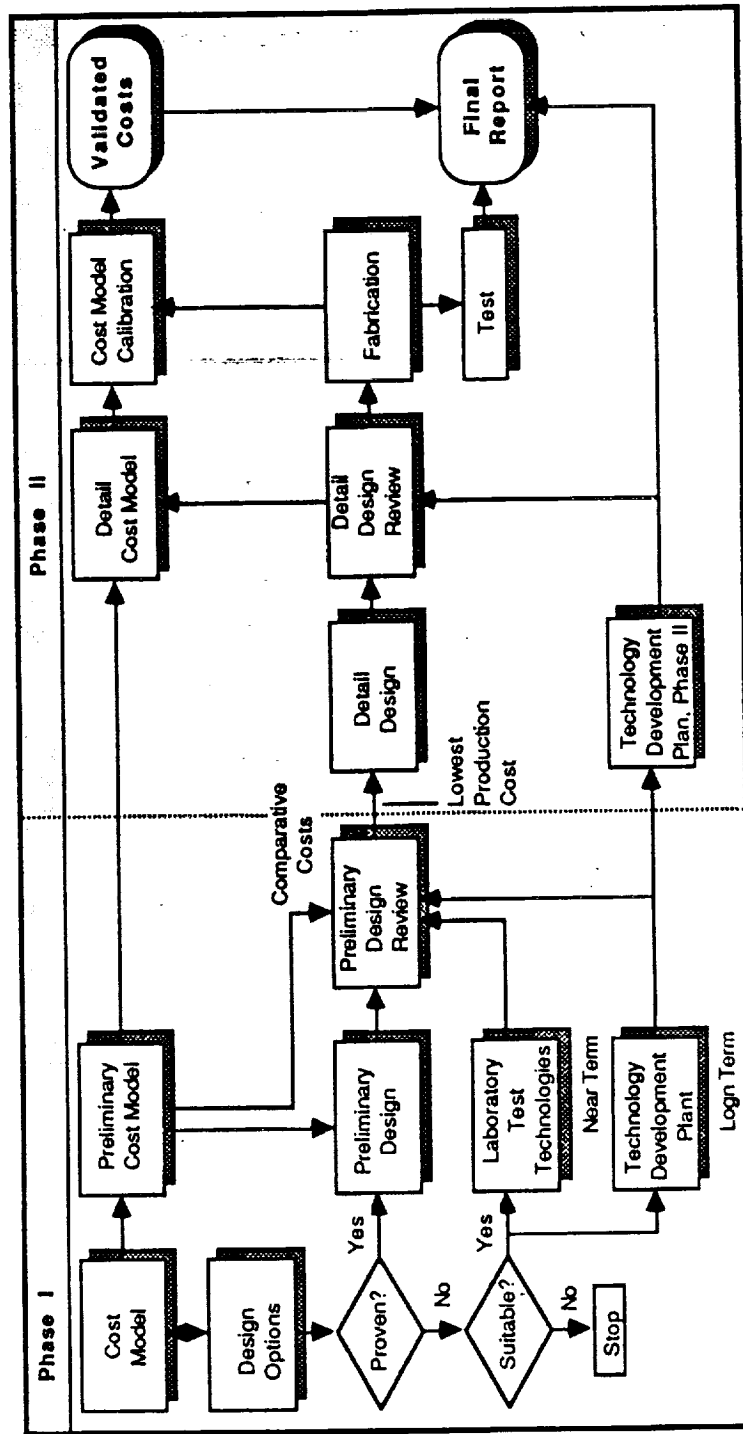 Phase I
Phase II
Cost
Model
Preliminary
Cost Model
Detail
Cost Model
Cost Model
Calibration
Validated
Costs
Design
Options
Comparative
Costs
Proven?
Yes
No
Preliminary
Design
Preliminary
Design
Review
Lowest
Production
Cost
Detail
Design
Detail
Design
Review
Fabrication
Test
Final
Report
Suitable?
Yes
No
Stop
Laboratory
Test
Technologies
Near Term
Technology
Development
Plant
Logn Term
Technology
Development
Plan, Phase II